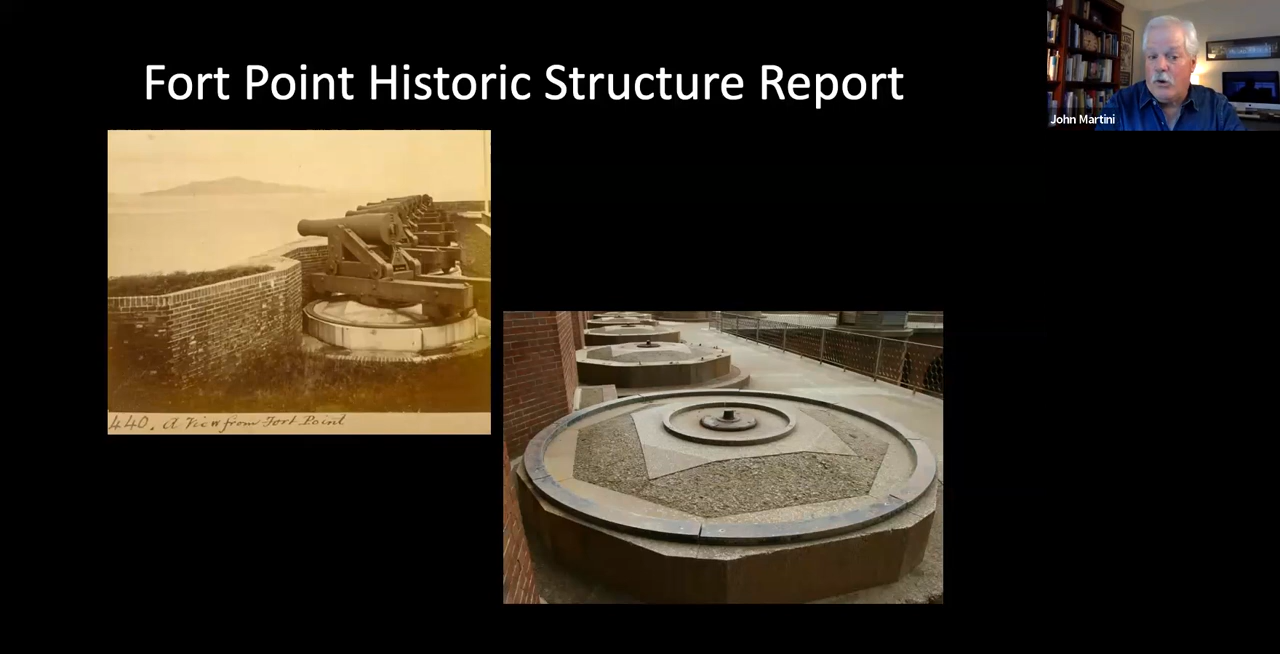 Fort Point Historic Structure Report
John Martini
440. A View from Fort Point